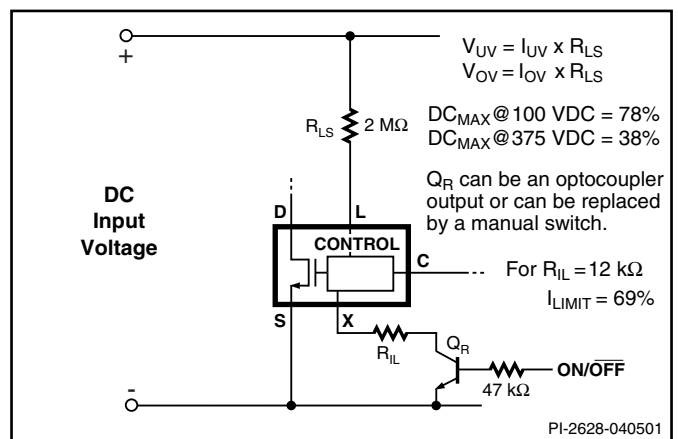 +
V_UV = I_UV x R_LS
V_OV = I_OV x R_LS
R_LS 2 MΩ
DC_MAX@100 VDC = 78%
DC_MAX@375 VDC = 38%
Q_R can be an optocoupler
output or can be replaced
by a manual switch.
DC
Input
Voltage
D L
CONTROL
C
For R_IL = 12 kΩ
I_LIMIT = 69%
S X
R_IL
Q_R
47 kΩ
ON/O̅F̅F̅
-
PI-2628-040501